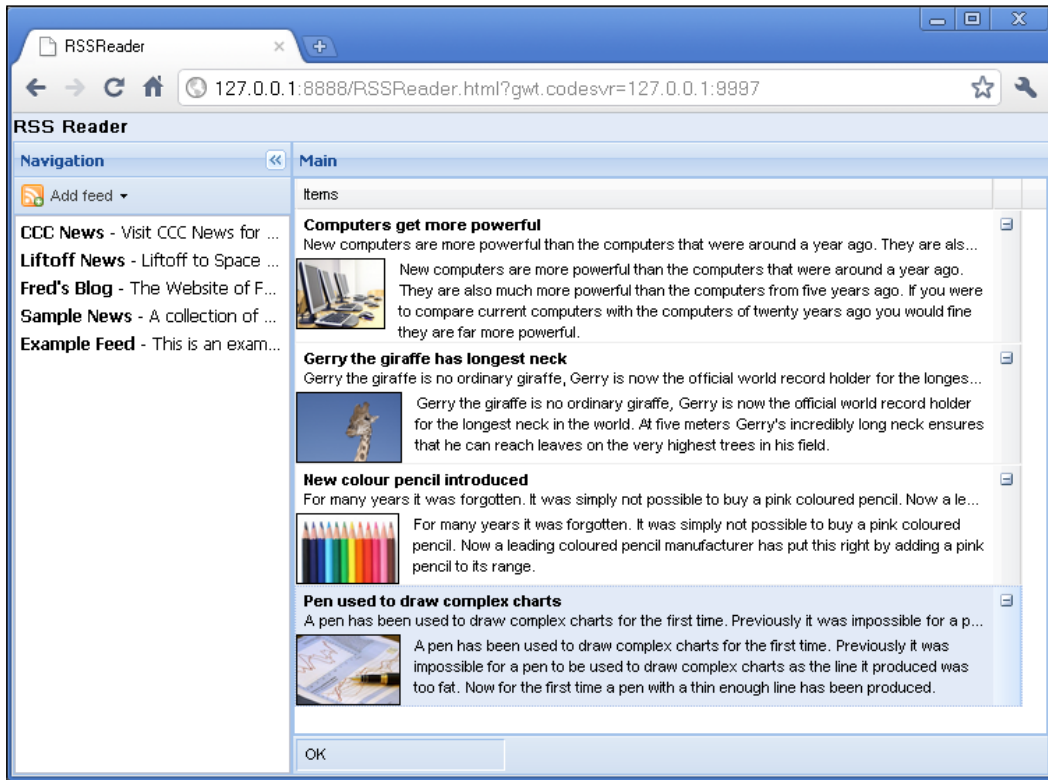 RSSReader
127.0.0.1:8888/RSSReader.html?gwt.codesvr=127.0.0.1:9997
RSS Reader
Navigation
Add feed
CCC News - Visit CCC News for ...
Liftoff News - Liftoff to Space ...
Fred's Blog - The Website of F...
Sample News - A collection of ...
Example Feed - This is an exam...
Main
Items
Computers get more powerful
New computers are more powerful than the computers that were around a year ago. They are als...
New computers are more powerful than the computers that were around a year ago.
They are also much more powerful than the computers from five years ago. If you were
to compare current computers with the computers of twenty years ago you would fine
they are far more powerful.
Gerry the giraffe has longest neck
Gerry the giraffe is no ordinary giraffe, Gerry is now the official world record holder for the longes...
Gerry the giraffe is no ordinary giraffe, Gerry is now the official world record holder
for the longest neck in the world. At five meters Gerry's incredibly long neck ensures
that he can reach leaves on the very highest trees in his field.
New colour pencil introduced
For many years it was forgotten. It was simply not possible to buy a pink coloured pencil. Now a le...
For many years it was forgotten. It was simply not possible to buy a pink coloured
pencil. Now a leading coloured pencil manufacturer has put this right by adding a pink
pencil to its range.
Pen used to draw complex charts
A pen has been used to draw complex charts for the first time. Previously it was impossible for a p...
A pen has been used to draw complex charts for the first time. Previously it was
impossible for a pen to be used to draw complex charts as the line it produced was
too fat. Now for the first time a pen with a thin enough line has been produced.
OK